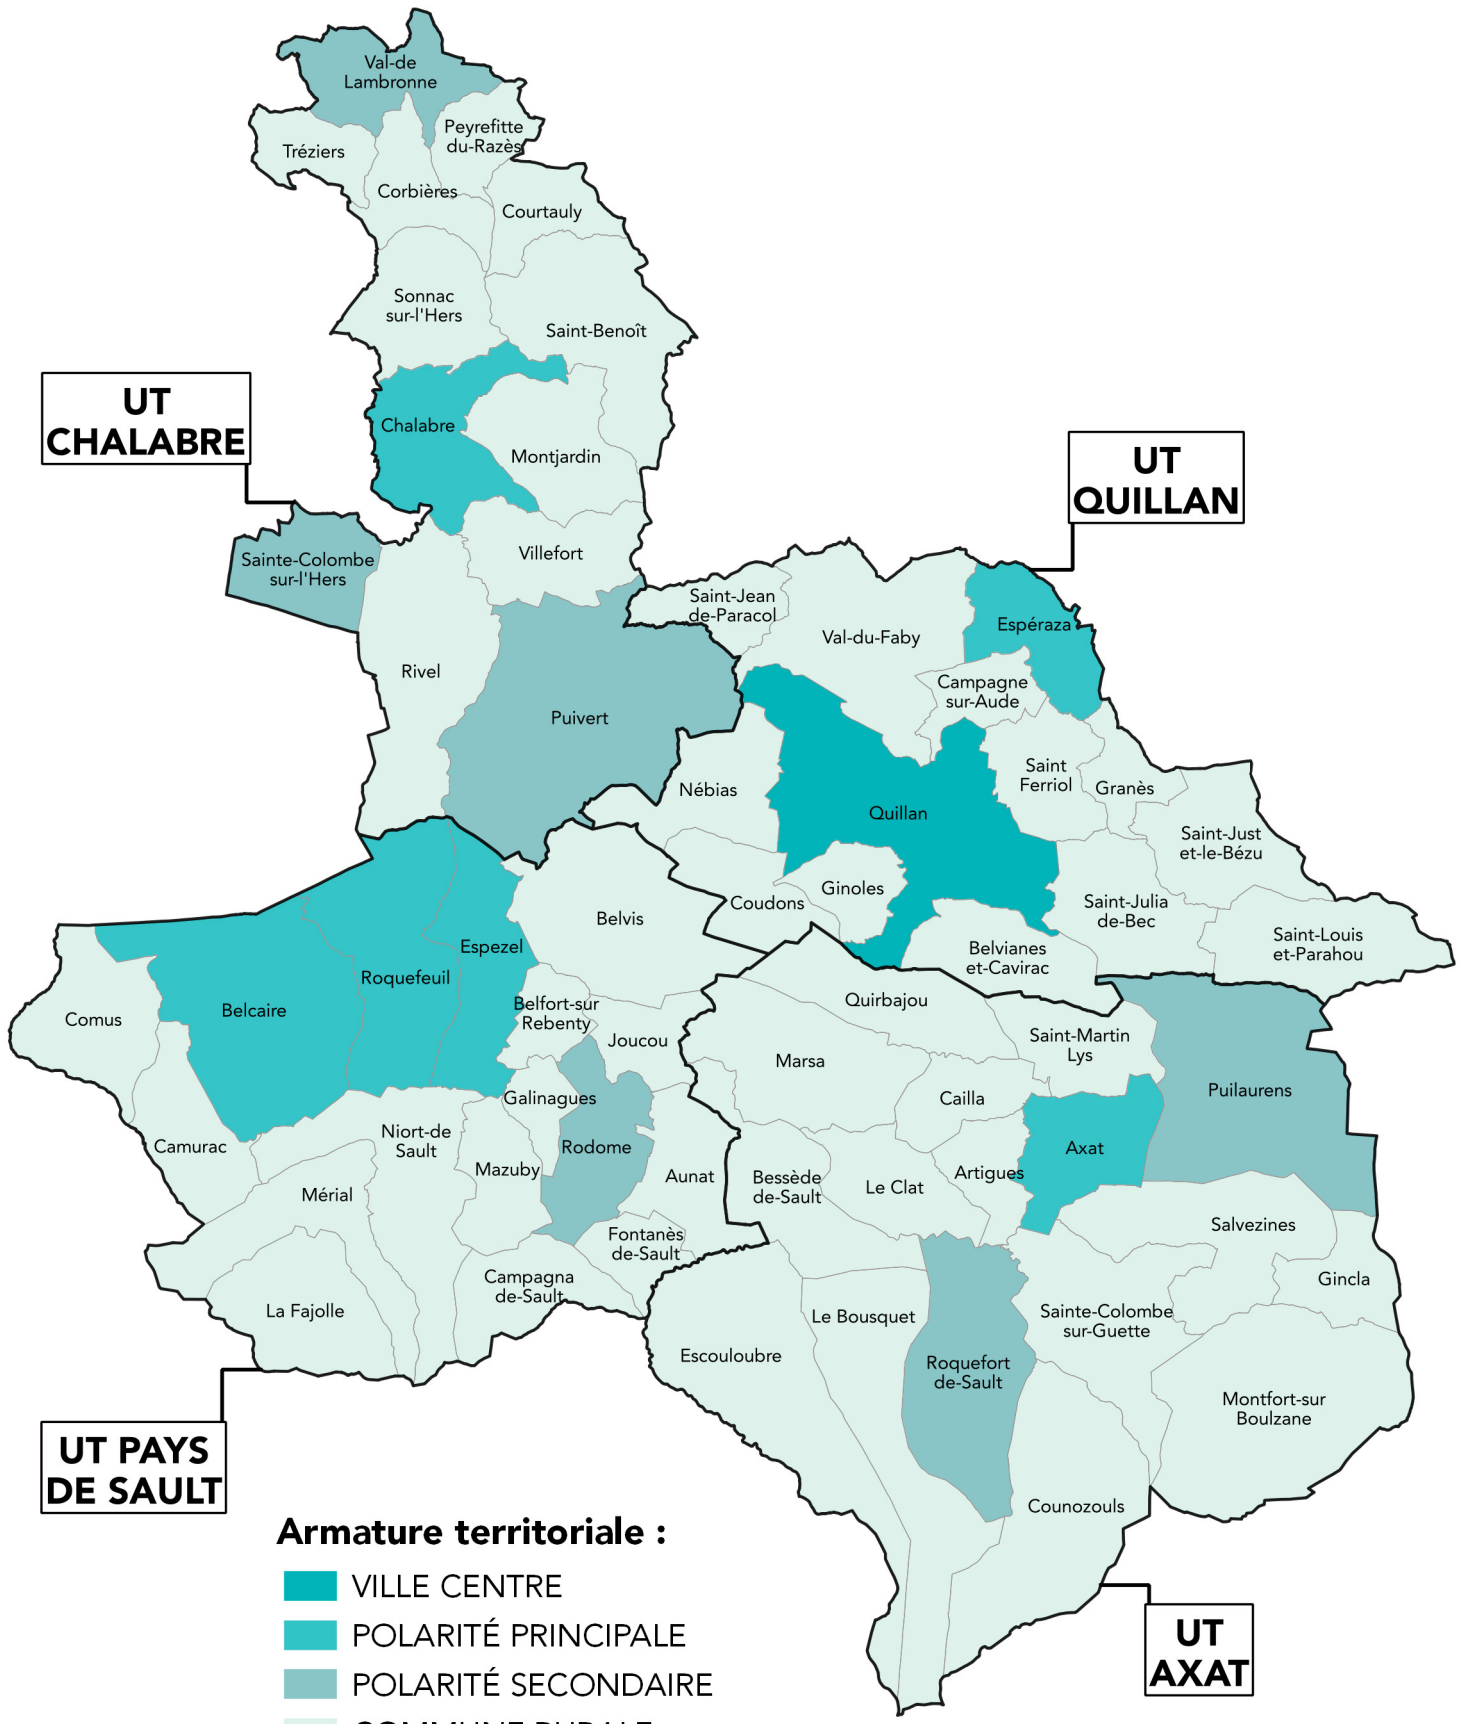 Val-de
Lambronne
Peyrefitte
du-Razès
Tréziers
Corbières
Courtauly
Sonnac
sur-l'Hers
Saint-Benoît
UT
CHALABRE
Chalabre
Montjardin
UT
QUILLAN
Villefort
Sainte-Colombe
sur-l'Hers
Saint-Jean
de-Paracol
Val-du-Faby
Espéraza
Rivel
Campagne
sur-Aude
Puivert
Saint
Ferriol
Nébias
Granès
Quillan
Saint-Just
et-le-Bézu
Ginoles
Coudons
Saint-Julia
de-Bec
Belvis
Espezel
Belvianes
et-Cavirac
Saint-Louis
et-Parahou
Roquefeuil
Belcaire
Comus
Belfort-sur
Rebenty
Quirbajou
Joucou
Saint-Martin
Lys
Marsa
Puilaurens
Galinagues
Cailla
Niort-de
Sault
Camurac
Rodome
Axat
Mazuby
Aunat
Bessède
de-Sault
Le Clat
Artigues
Mérial
Salvezines
Fontanès
de-Sault
Campagna
de-Sault
Gincla
La Fajolle
Le Bousquet
Sainte-Colombe
sur-Guette
Escouloubre
Roquefort
de-Sault
Montfort-sur
Boulzane
UT PAYS
DE SAULT
Counozouls
Armature territoriale :
VILLE CENTRE
POLARITÉ PRINCIPALE
POLARITÉ SECONDAIRE
UT
AXAT